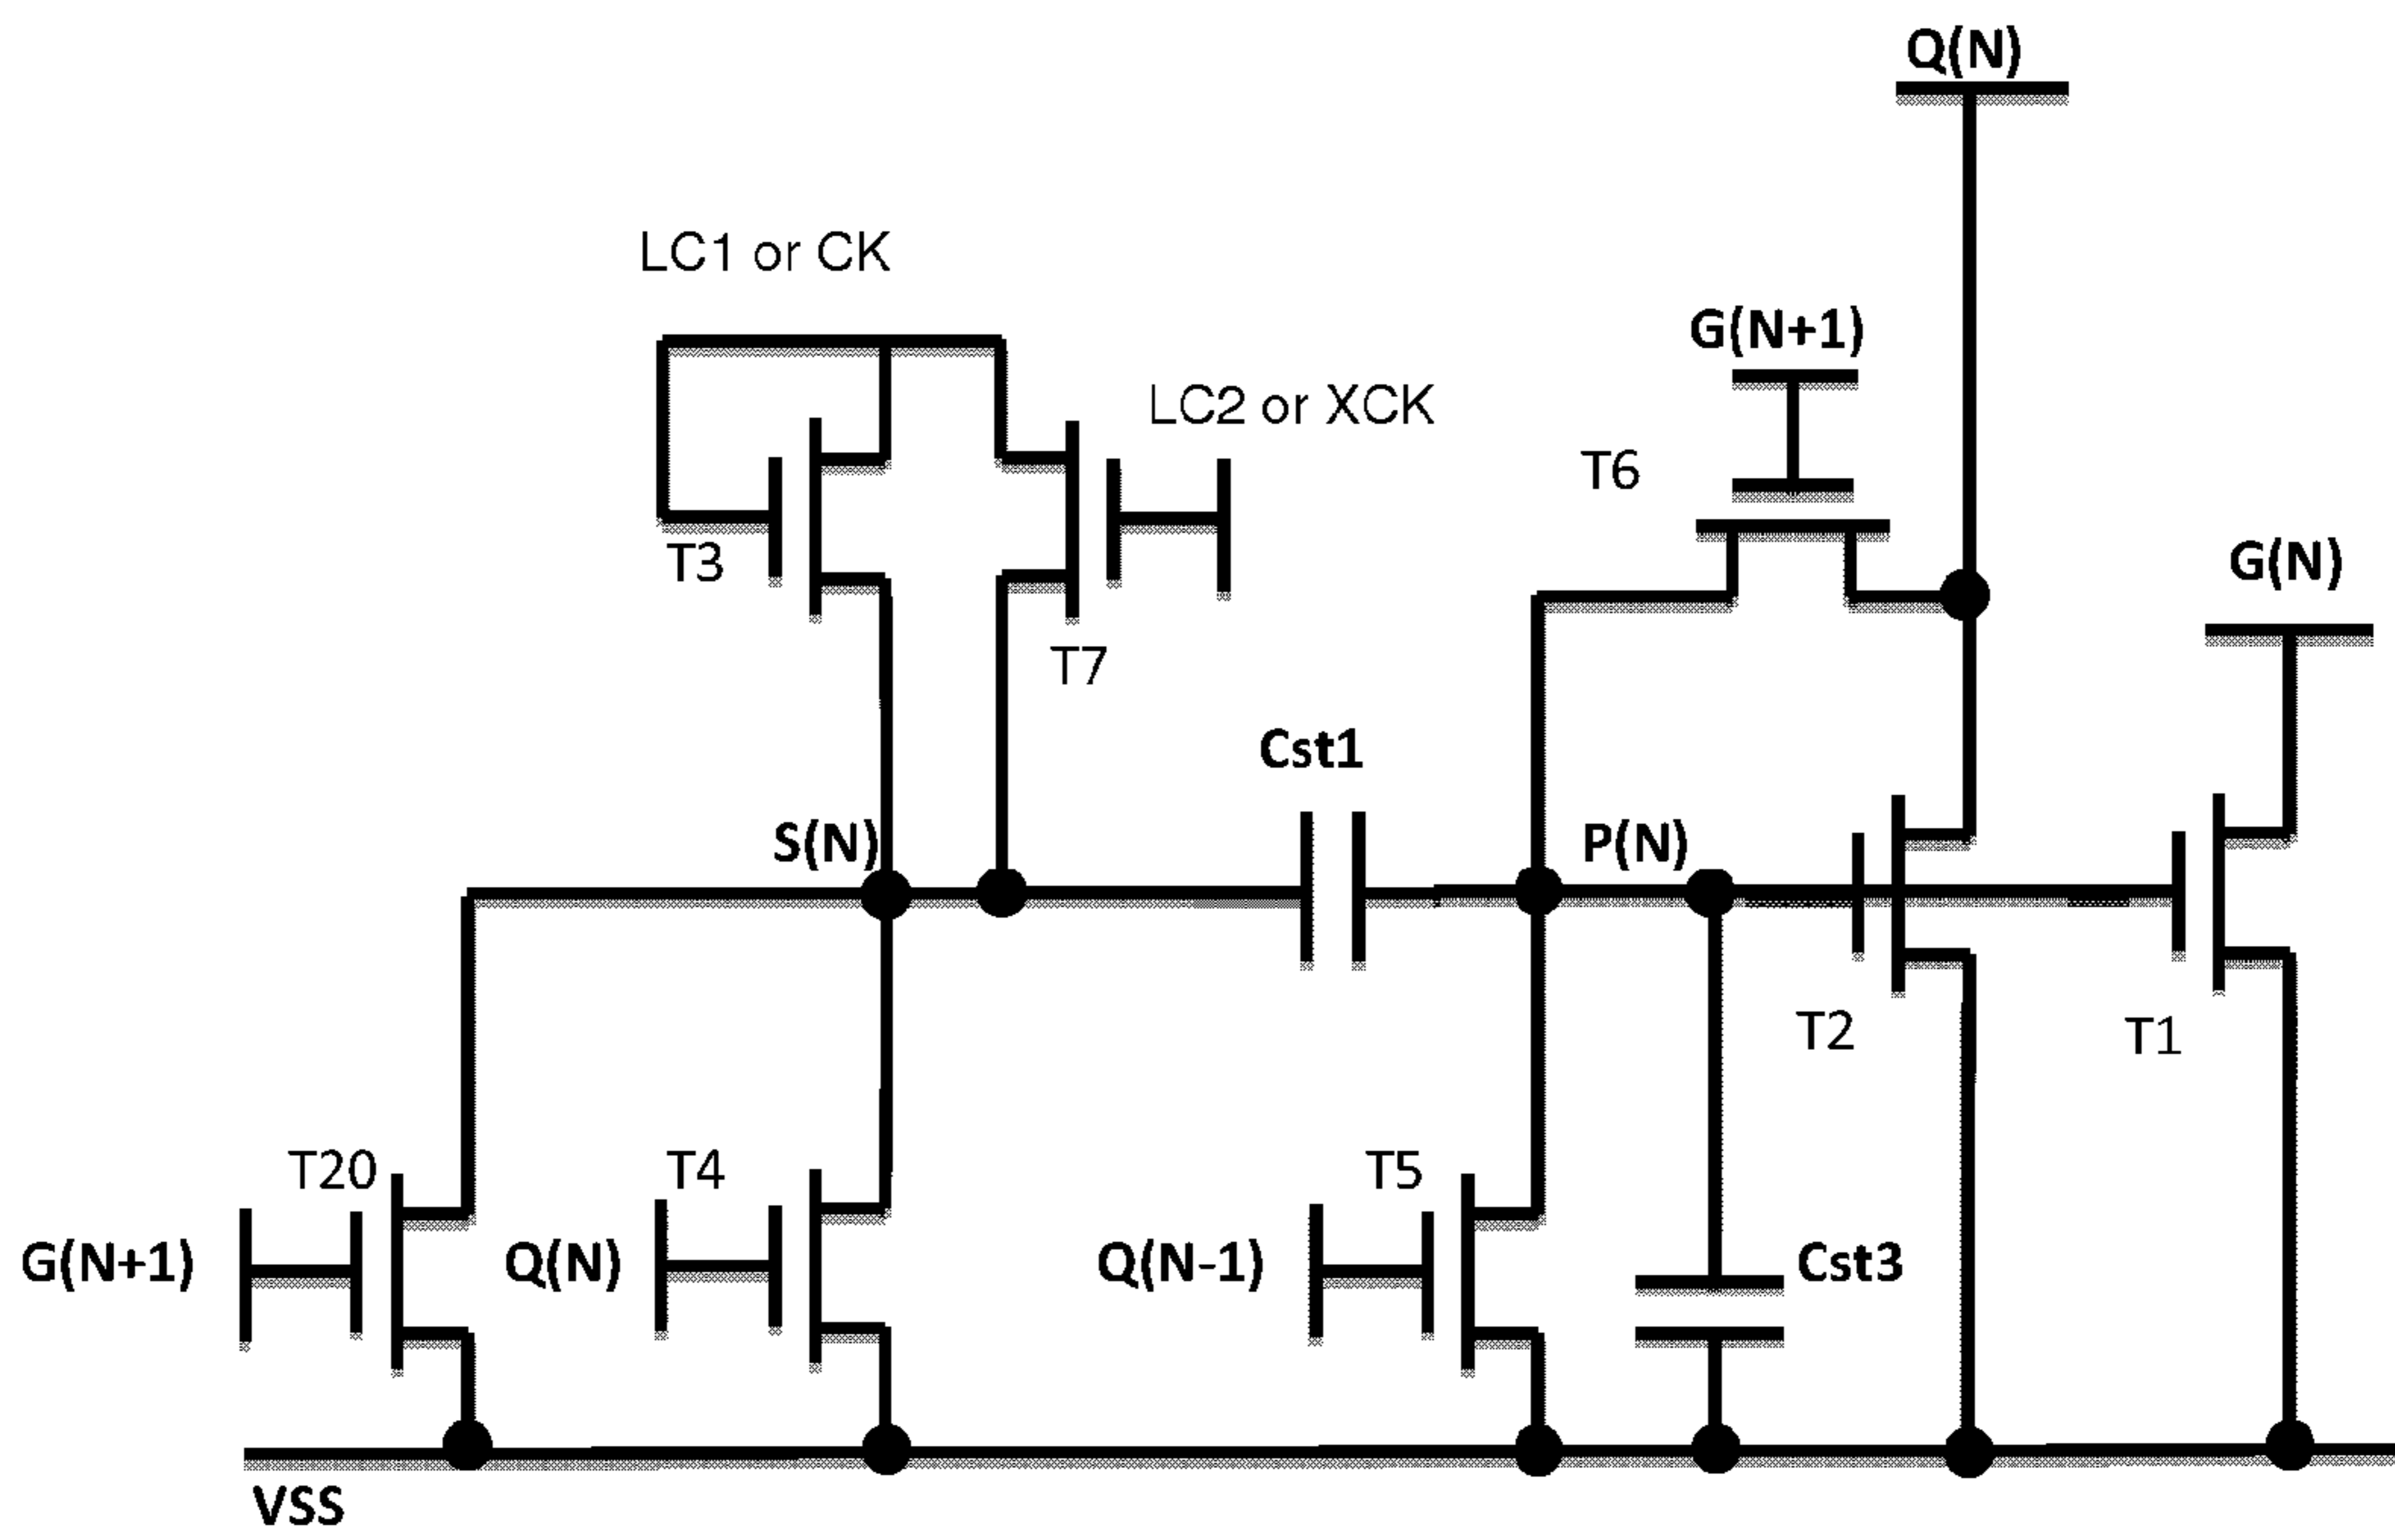 Q(N)
LC1 or CK
G(N+1)
LC2 or XCK
T6
G(N)
T3
T7
Cst1
S(N)
P(N)
T2
T1
T20
T4
T5
G(N+1)
Q(N)
Q(N-1)
Cst3
VSS